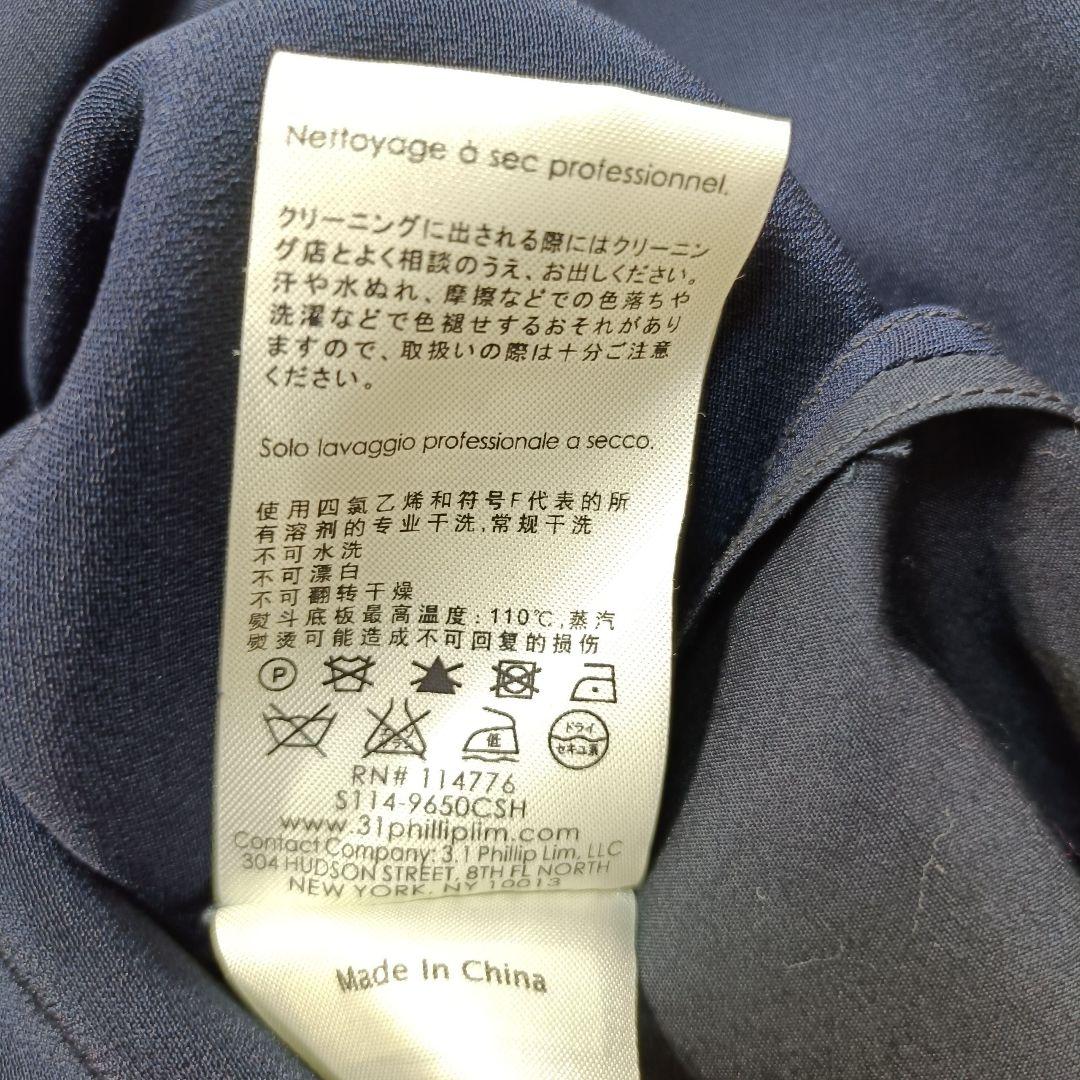 Nettoyage à sec professionnel.
クリーニングに出される際にはクリーニン
グ店とよく相談のうえ、お出しください。
汗や水ぬれ、摩擦などでの色落ちや
洗濯などで色褪せするおそれがあり
ますので、取扱いの際は十分ご注意
ください。
Solo lavaggio professionale a secco.
使用四氯乙烯和符号F代表的所
有溶剂的专业干洗,常规干洗
不可水洗
不可漂白
不可翻转干燥
熨斗底板最高温度:110℃,蒸汽
熨烫可能造成不可回复的损伤
P
低
ドライ
セキユ系
RN# 114776
S114-9650CSH
www.31philliplim.com
Contact Company: 3.1 Phillip Lim, LLC
304 HUDSON STREET, 8TH FL NORTH
NEW YORK, NY 10013
Made In China